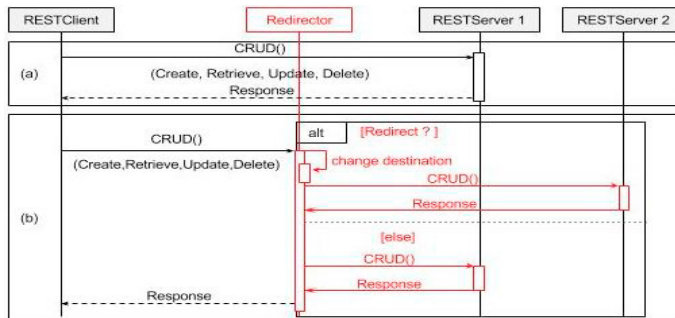 RESTClient
Redirector
RESTServer 1
RESTServer 2
(a)
CRUD()
(Create, Retrieve, Update, Delete)
Response
(b)
alt
[Redirect ? ]
CRUD()
(Create,Retrieve,Update,Delete)
change destination
CRUD()
Response
[else]
CRUD()
Response
Response